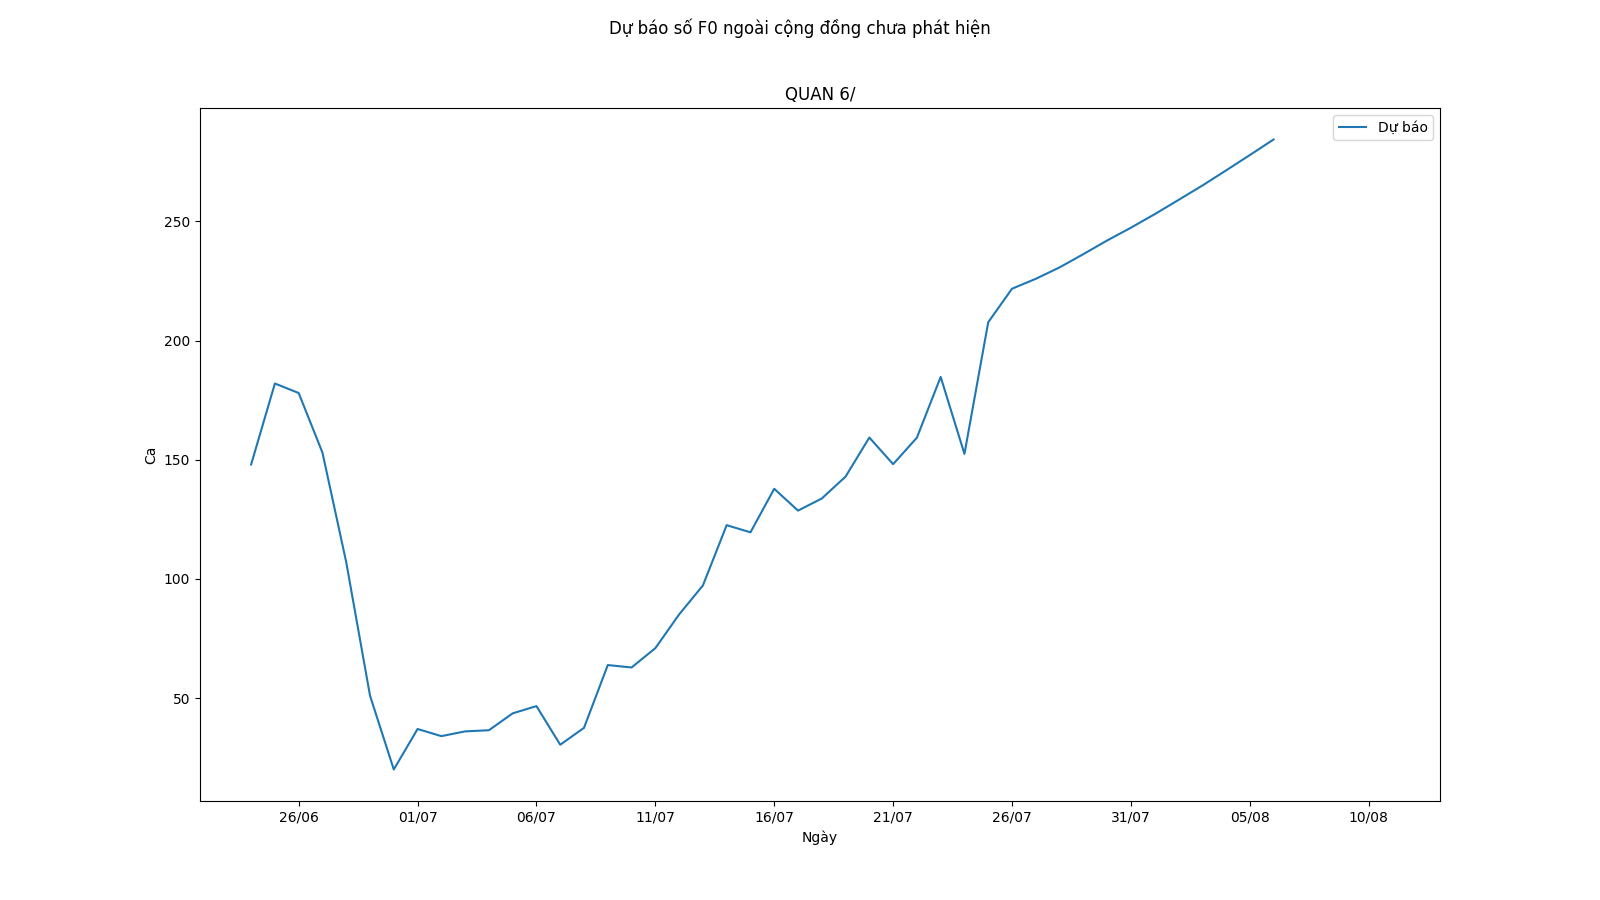 Dự báo số F0 ngoài cộng đồng chưa phát hiện
QUAN 6/
Dự báo
250
200
150
100
50
Ca
26/06 01/07 06/07 11/07 16/07 21/07 26/07 31/07 05/08 10/08
Ngày